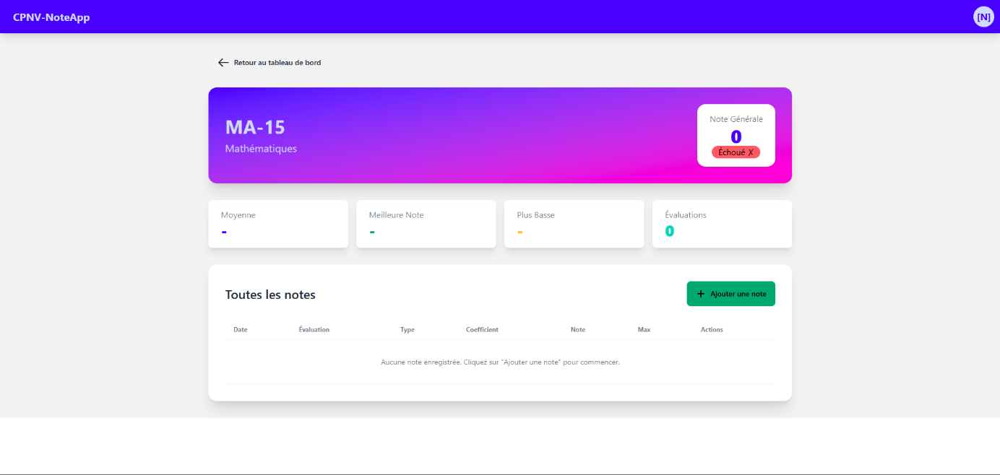 CPNV-NoteApp
[N]
Retour au tableau de bord
MA-15
Mathématiques
Note Générale
0
Échoué ✗
Moyenne
-
Meilleure Note
-
Plus Basse
-
Évaluations
0
Toutes les notes
+ Ajouter une note
Date Évaluation Type Coefficient Note Max Actions
Aucune note enregistrée. Cliquez sur "Ajouter une note" pour commencer.